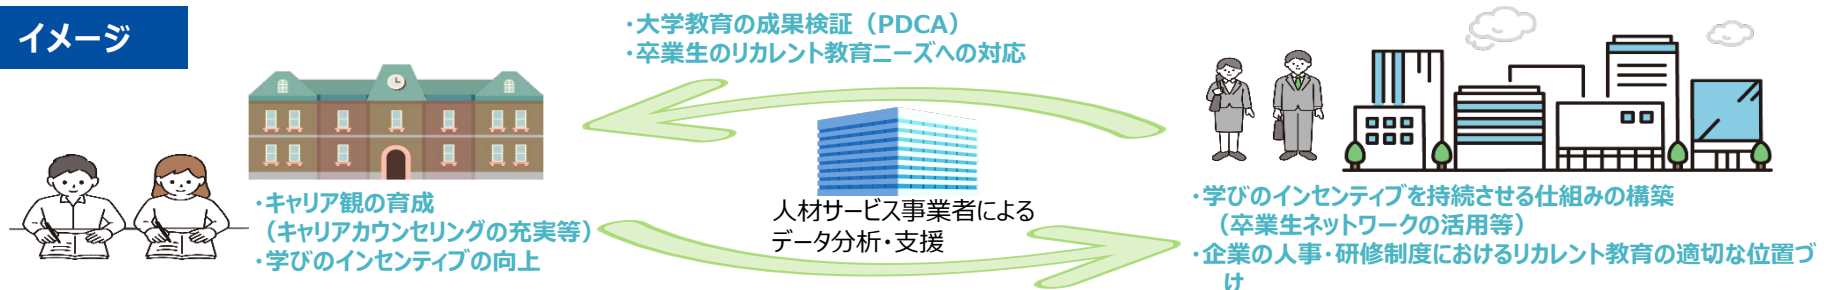 イメージ
・大学教育の成果検証（PDCA）
・卒業生のリカレント教育ニーズへの対応
・キャリア観の育成
（キャリアカウンセリングの充実等）
・学びのインセンティブの向上
人材サービス事業者による
データ分析・支援
・学びのインセンティブを持続させる仕組みの構築
（卒業生ネットワークの活用等）
・企業の人事・研修制度におけるリカレント教育の適切な位置づ
け